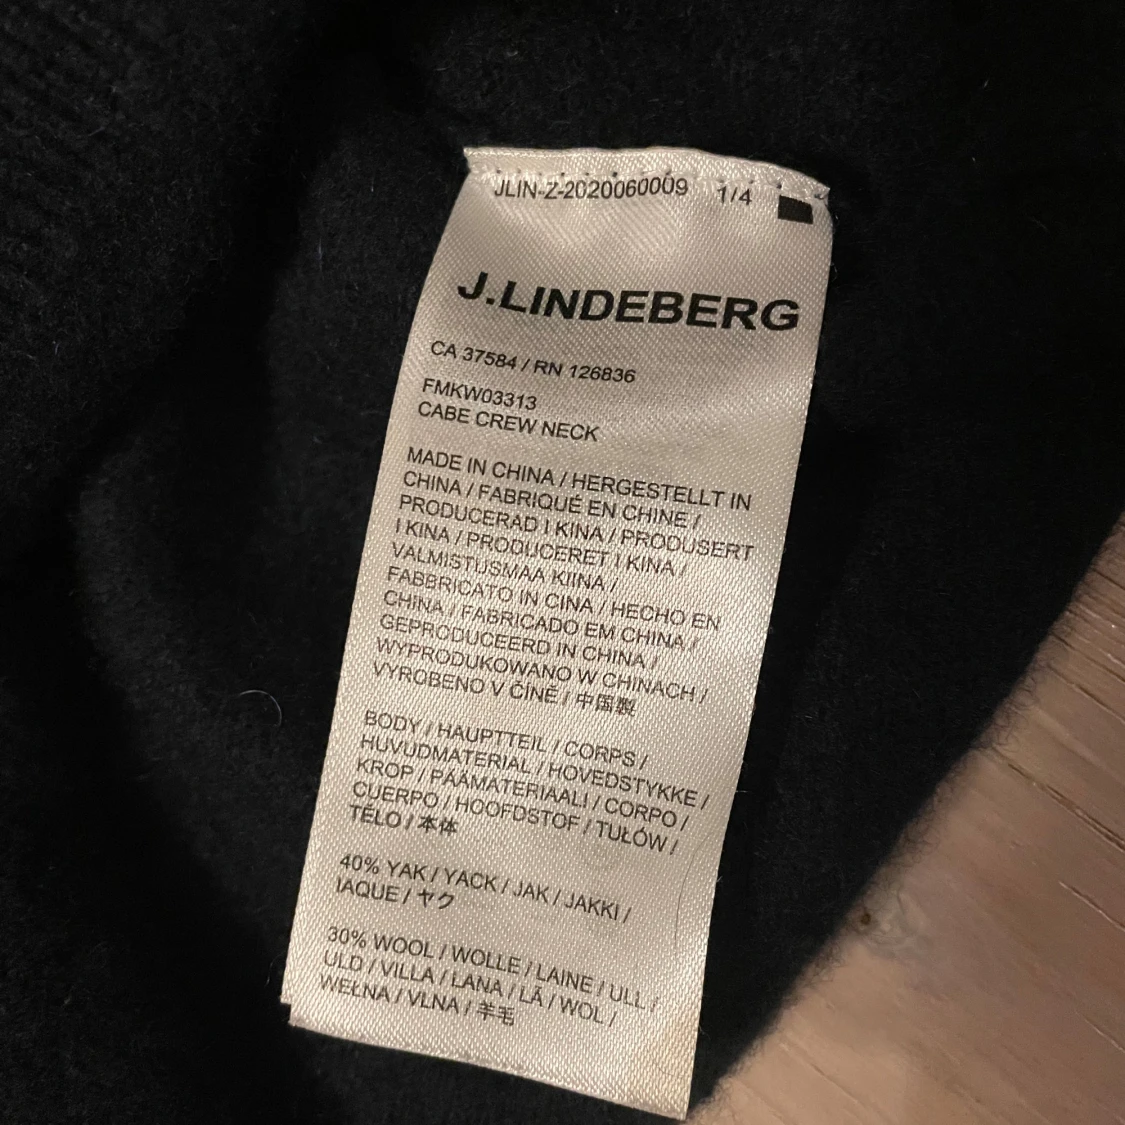 JLIN-Z-2020060009 1/4
J.LINDEBERG
CA 37584 / RN 126836
FMKW03313
CABE CREW NECK
MADE IN CHINA / HERGESTELLT IN
CHINA / FABRIQUÉ EN CHINE /
PRODUCERAD I KINA / PRODUSERT
I KINA / PRODUCERET I KINA /
VALMISTIJSMAA KIINA /
FABBRICATO IN CINA / HECHO EN
CHINA / FABRICADO EM CHINA /
GEPRODUCEERD IN CHINA /
WYPRODUKOWANO W CHINACH /
VYROBENO V ČÍNĚ / 中国製
BODY / HAUPTTEIL / CORPS /
HUVUDMATERIAL / HOVEDSTYKKE /
KROP / PÄÄMATERIAALI / CORPO /
CUERPO / HOOFDSTOF / TUŁÓW /
TĚLO / 本体
40% YAK / YACK / JAK / JAKKI /
IAQUE / ヤク
30% WOOL / WOLLE / LAINE / ULL /
ULD / VILLA / LANA / LÃ / WOL /
WEŁNA / VLNA / 羊毛